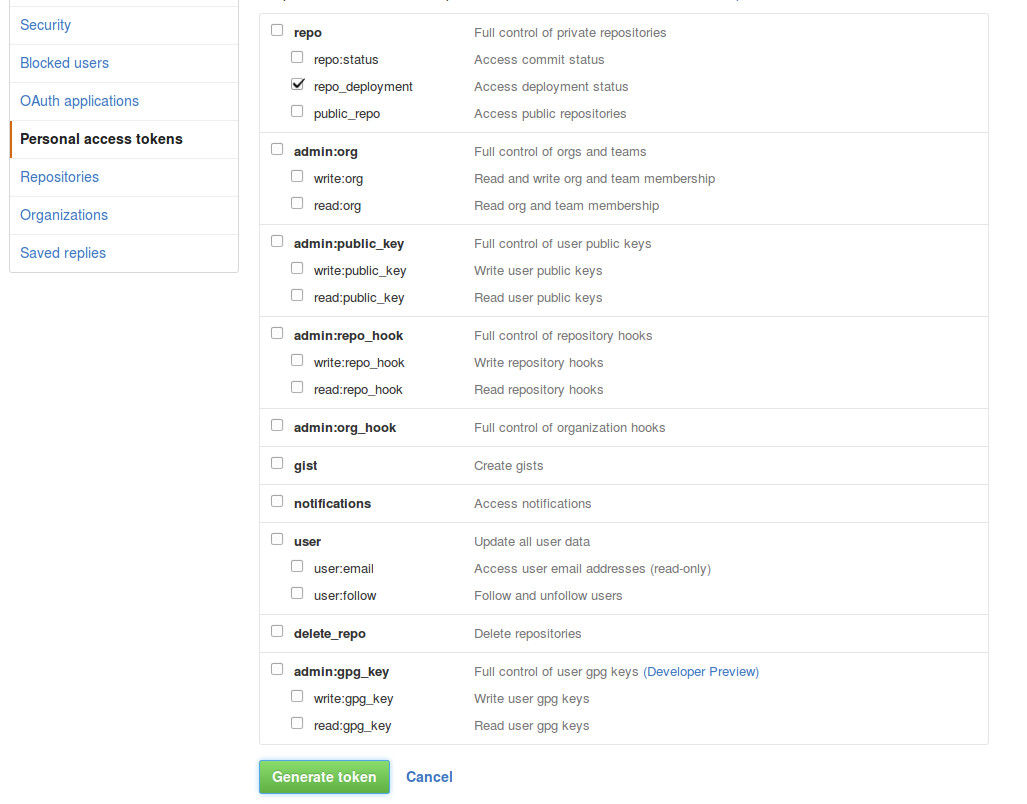 Security
Blocked users
OAuth applications
Personal access tokens
Repositories
Organizations
Saved replies
repo Full control of private repositories
repo:status Access commit status
repo_deployment Access deployment status
public_repo Access public repositories
admin:org Full control of orgs and teams
write:org Read and write org and team membership
read:org Read org and team membership
admin:public_key Full control of user public keys
write:public_key Write user public keys
read:public_key Read user public keys
admin:repo_hook Full control of repository hooks
write:repo_hook Write repository hooks
read:repo_hook Read repository hooks
admin:org_hook Full control of organization hooks
gist Create gists
notifications Access notifications
user Update all user data
user:email Access user email addresses (read-only)
user:follow Follow and unfollow users
delete_repo Delete repositories
admin:gpg_key Full control of user gpg keys (Developer Preview)
write:gpg_key Write user gpg keys
read:gpg_key Read user gpg keys
Generate token Cancel